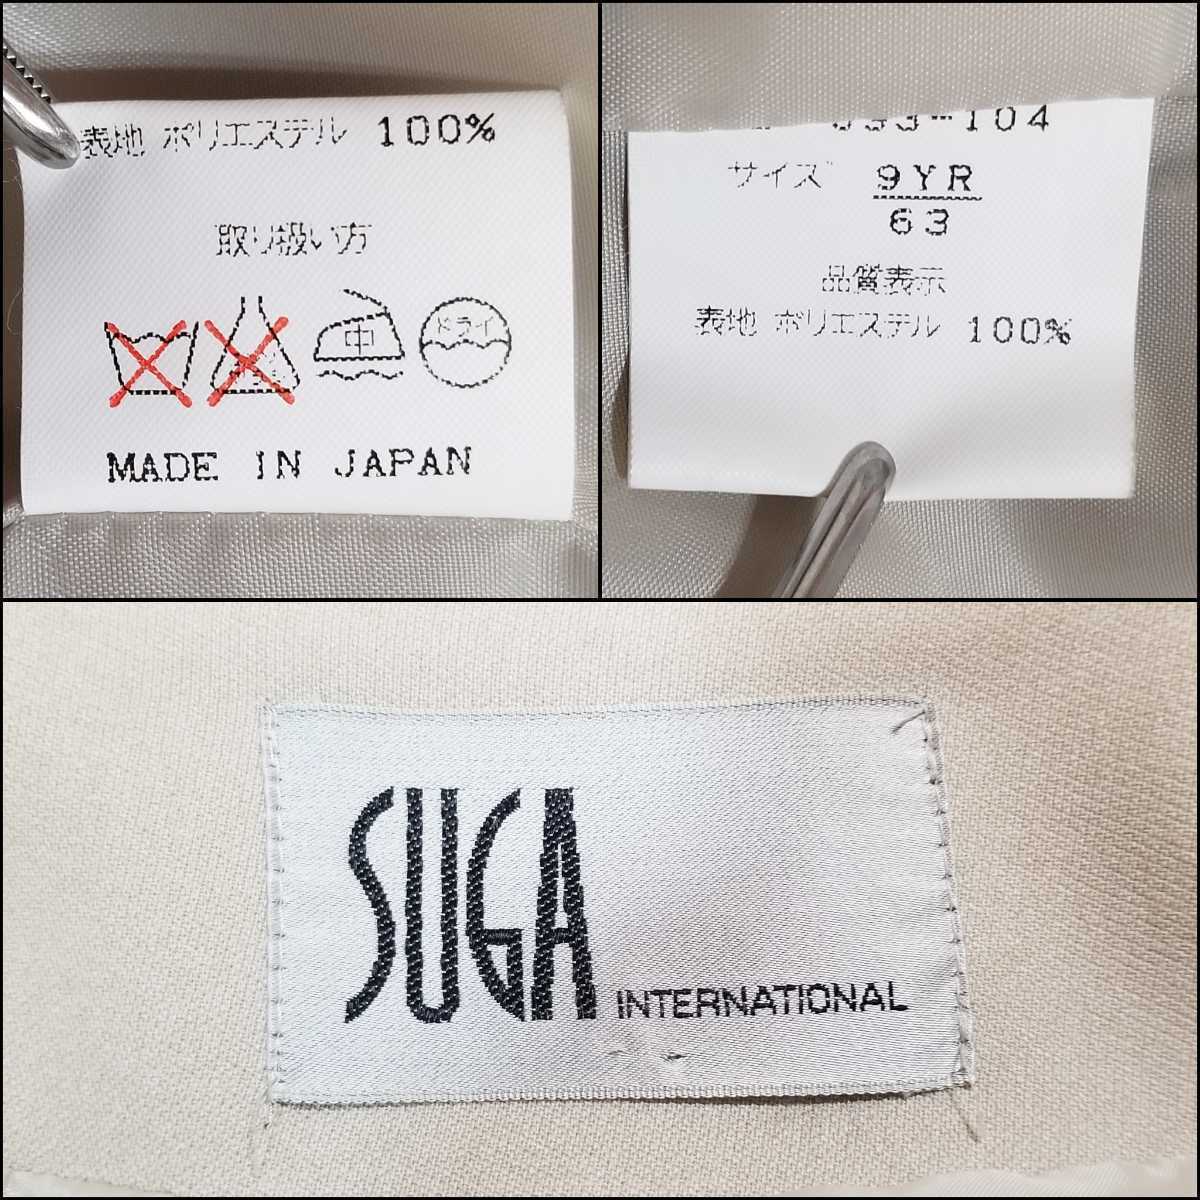 表地 ポリエステル 100%
取り扱い方
中 ドライ
MADE IN JAPAN
104
サイズ 9YR
63
品質表示
表地 ポリエステル 100%
SUGA
INTERNATIONAL